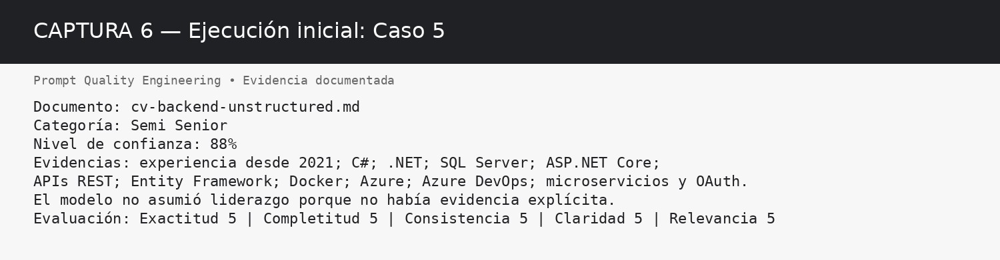 CAPTURA 6 — Ejecución inicial: Caso 5
Prompt Quality Engineering • Evidencia documentada
Documento: cv-backend-unstructured.md
Categoría: Semi Senior
Nivel de confianza: 88%
Evidencias: experiencia desde 2021; C#; .NET; SQL Server; ASP.NET Core;
APIs REST; Entity Framework; Docker; Azure; Azure DevOps; microservicios y OAuth.
El modelo no asumió liderazgo porque no había evidencia explícita.
Evaluación: Exactitud 5 | Completitud 5 | Consistencia 5 | Claridad 5 | Relevancia 5